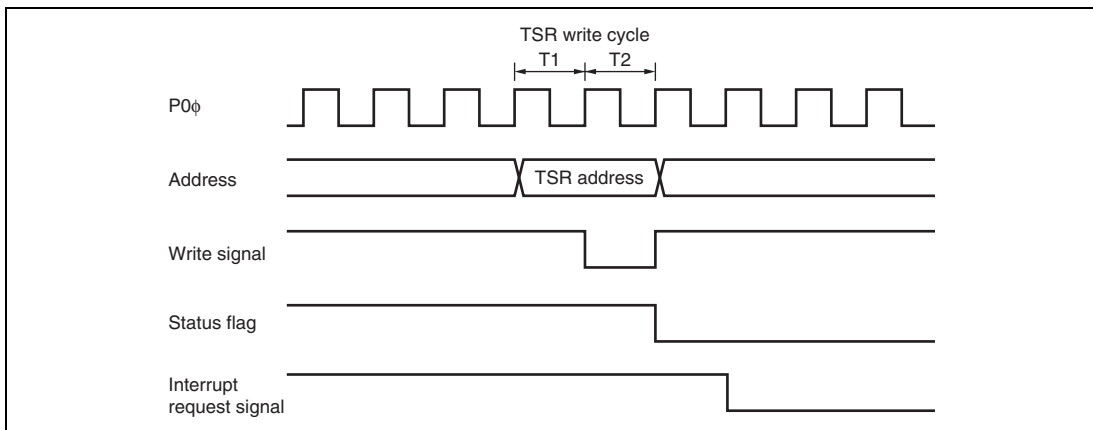 TSR write cycle
T1 T2
P0ϕ
Address
TSR address
Write signal
Status flag
Interrupt
request signal